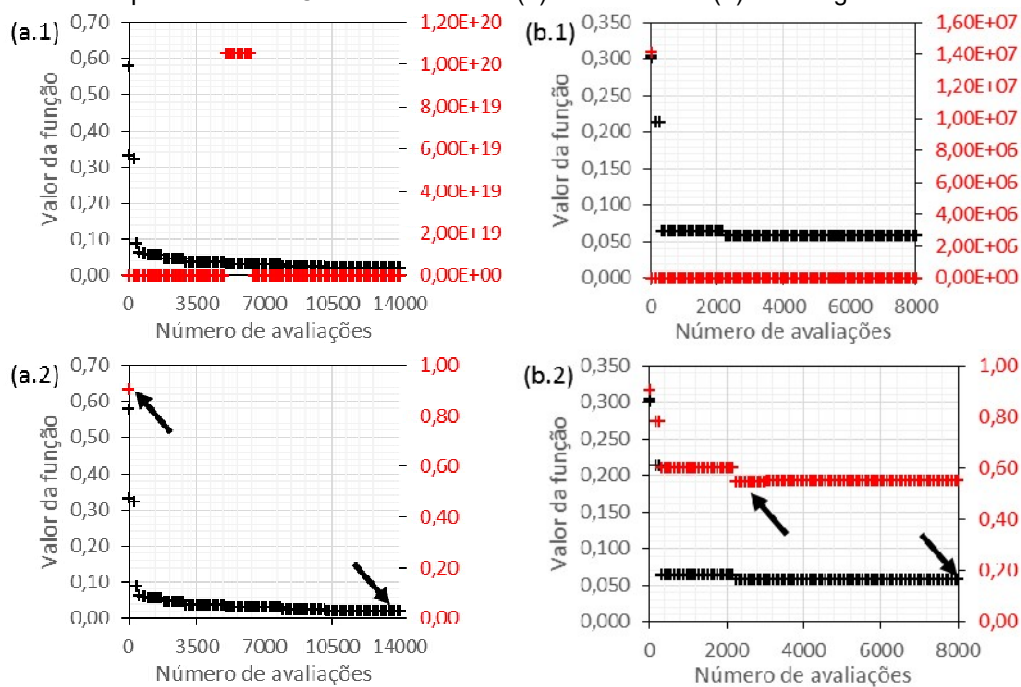 (a.1)
Valor da função
0,70
0,60
0,50
0,40
0,30
0,20
0,10
0,00
1,20E+20
1,00E+20
8,00E+19
6,00E+19
4,00E+19
2,00E+19
0,00E+00
0 3500 7000 10500 14000
Número de avaliações
(b.1)
Valor da função
0,350
0,300
0,250
0,200
0,150
0,100
0,050
0,000
1,60E+07
1,40E+07
1,20E+07
1,00E+07
8,00E+06
6,00E+06
4,00E+06
2,00E+06
0,00E+00
0 2000 4000 6000 8000
Número de avaliações
(a.2)
Valor da função
0,70
0,60
0,50
0,40
0,30
0,20
0,10
0,00
1,00
0,80
0,60
0,40
0,20
0,00
0 3500 7000 10500 14000
Número de avaliações
(b.2)
Valor da função
0,350
0,300
0,250
0,200
0,150
0,100
0,050
0,000
1,00
0,80
0,60
0,40
0,20
0,00
0 2000 4000 6000 8000
Número de avaliações